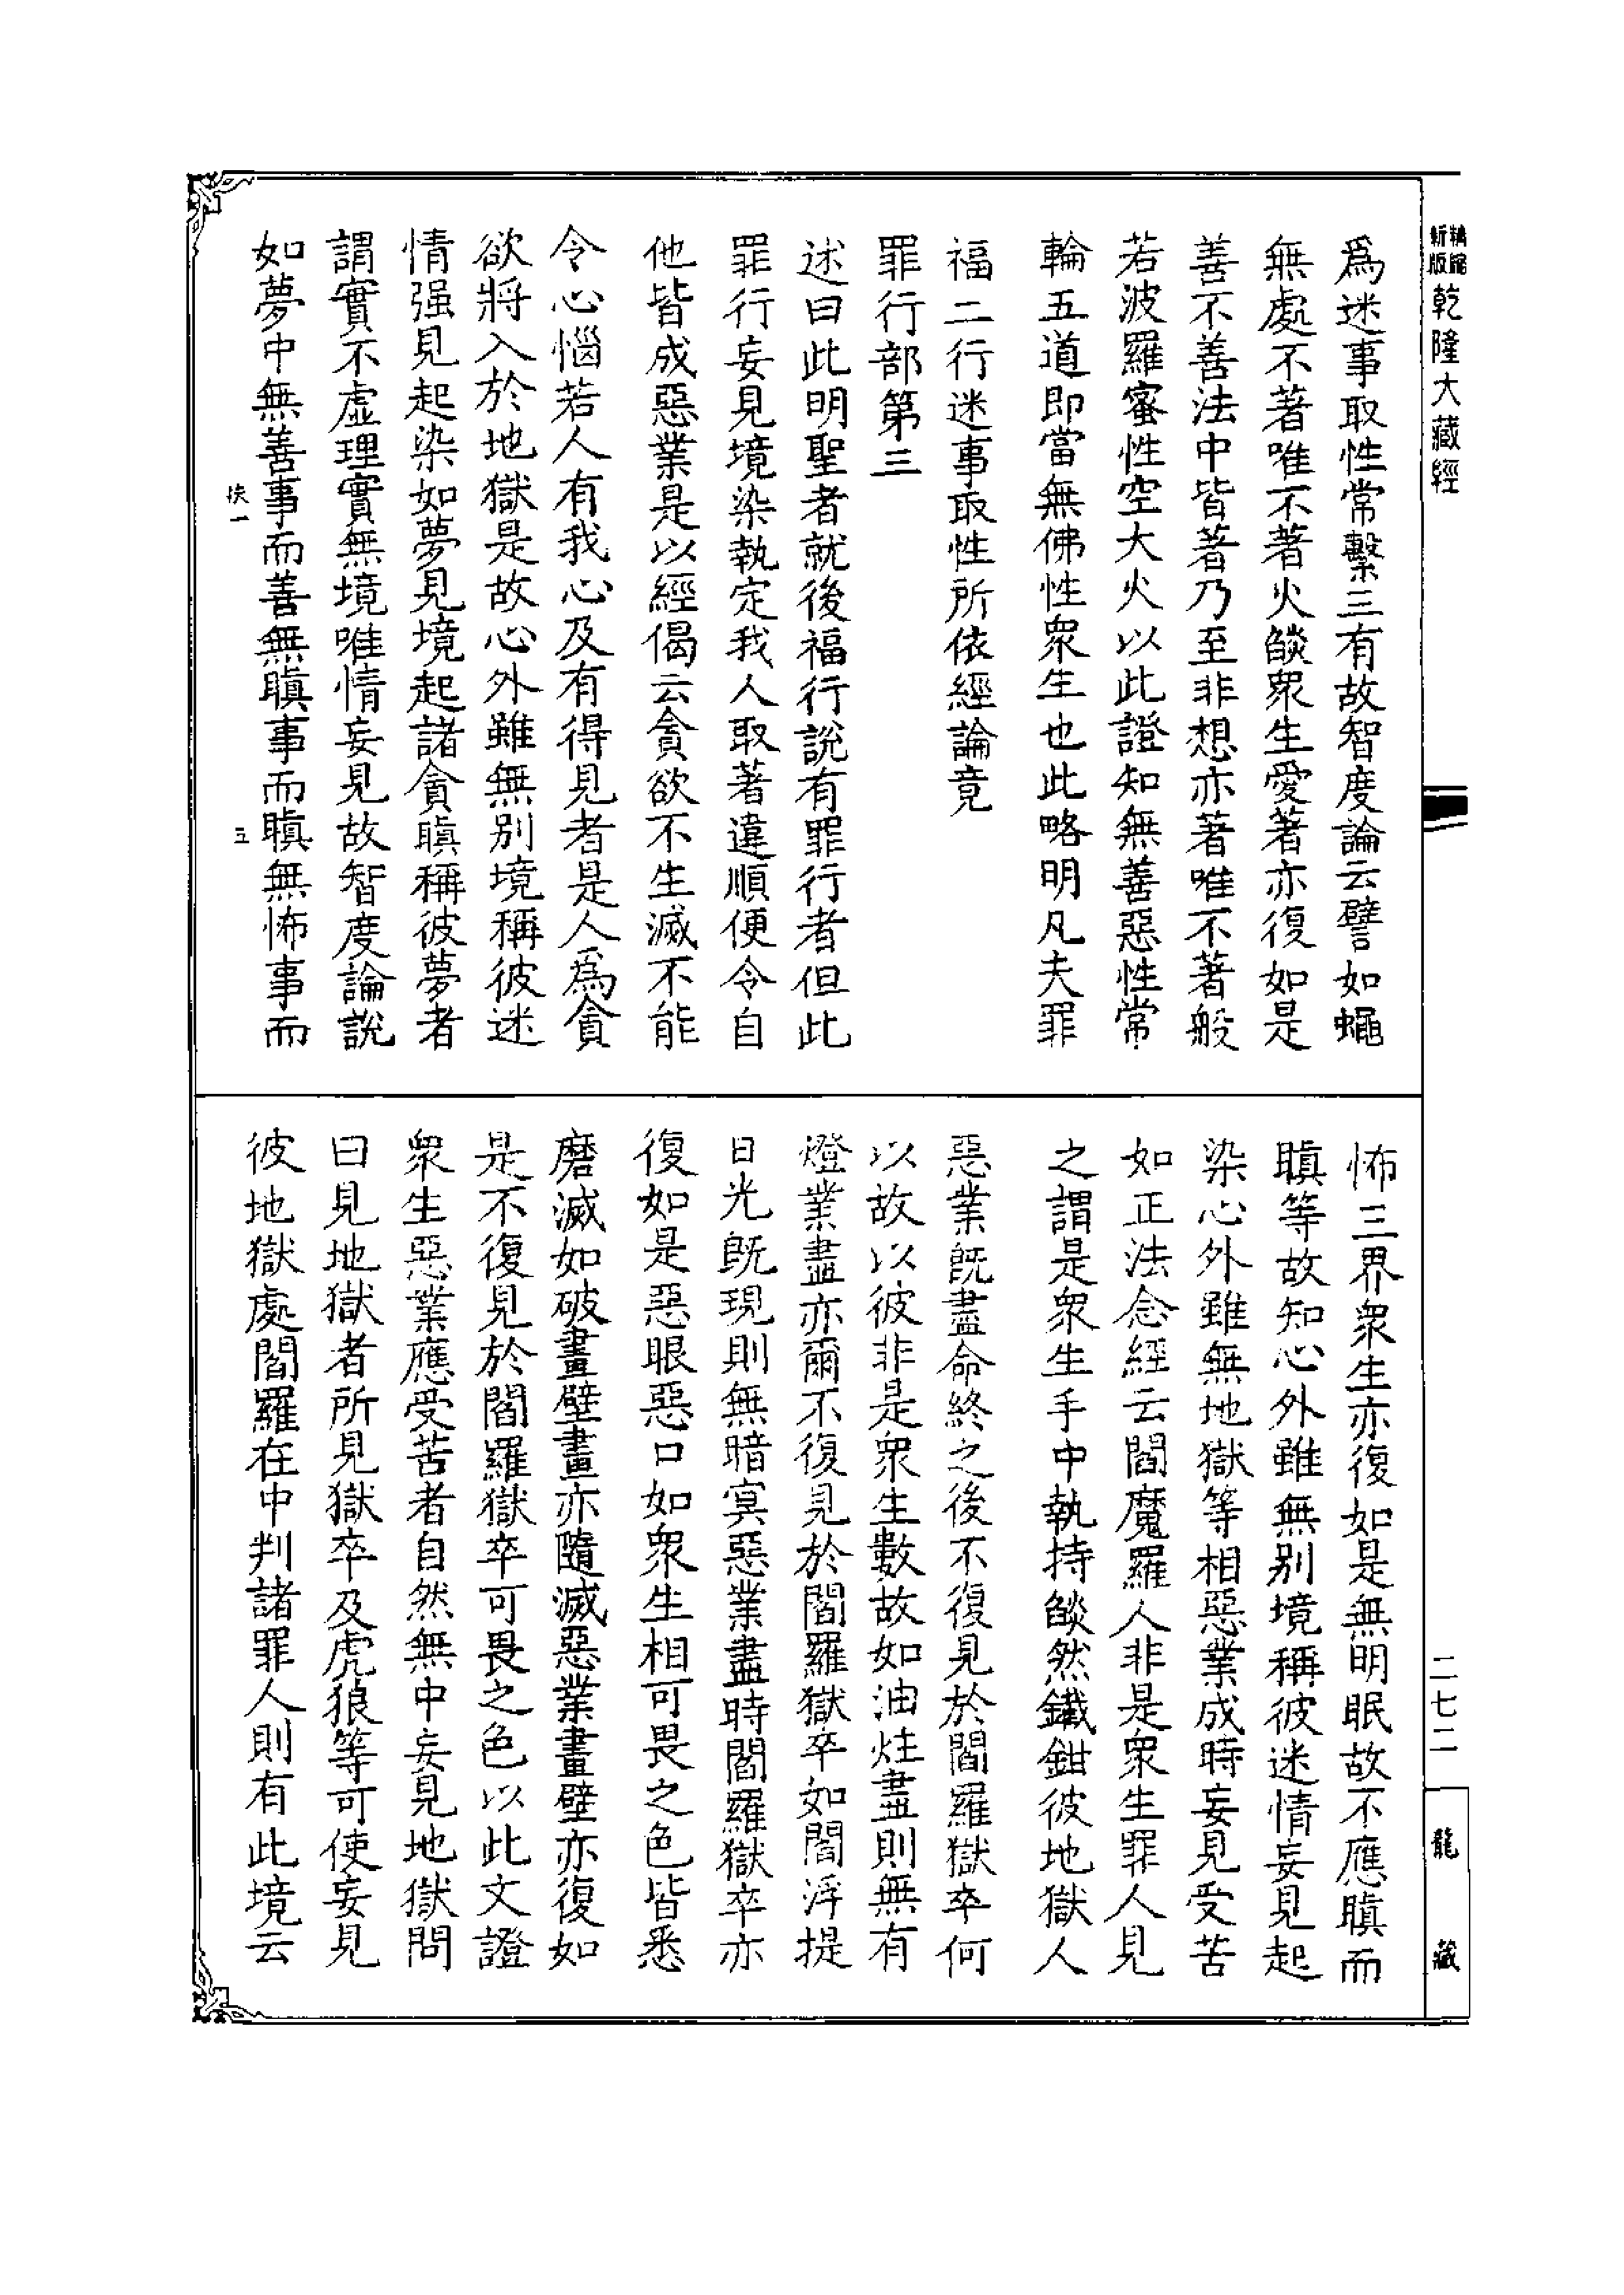 乾隆大藏經
爲迷事取性常繫三有故智度論云譬如蠅
無處不著唯不著火燄衆生愛著亦復如是
善不善法中皆著乃至非想亦著唯不著般
若波羅蜜性空大火以此證知無善惡性常
輪五道即當無佛性衆生也此略明凡夫罪
福二行迷事取性所依經論竟
罪行部第三
述曰此明聖者就後福行說有罪行者但此
罪行妄見境染執定我人取著違順便令自
他皆成惡業是以經偈云貪欲不生滅不能
令心惱若人有我心及有得見者是人爲貪
欲將入於地獄是故心外雖無别境稱彼迷
情强見起染如夢見境起諸貪瞋稱彼夢者
謂實不虚理實無境唯情妄見故智度論說
如夢中無善事而善無瞋事而瞋無怖事而
五
怖三界衆生亦復如是無明眠故不應瞋而
瞋等故知心外雖無别境稱彼迷情妄見起
染心外雖無地獄等相惡業成時妄見受苦
如正法念經云閻魔羅人非是衆生罪人見
之謂是衆生手中執持燄然鐵鉗彼地獄人
惡業既盡命終之後不復見於閻羅獄卒何
以故以彼非是衆生數故如油炷盡則無有
燈業盡亦爾不復見於閻羅獄卒如閻浮提
日光既現則無暗冥惡業盡時閻羅獄卒亦
復如是惡眼惡口如衆生相可畏之色皆悉
磨滅如破畫壁畫亦隨滅惡業畫壁亦復如
是不復見於閻羅獄卒可畏之色以此文證
衆生惡業應受苦者自然無中妄見地獄問
曰見地獄者所見獄卒及虎狼等可使妄見
彼地獄處閻羅在中判諸罪人則有此境云
二七二
龍藏